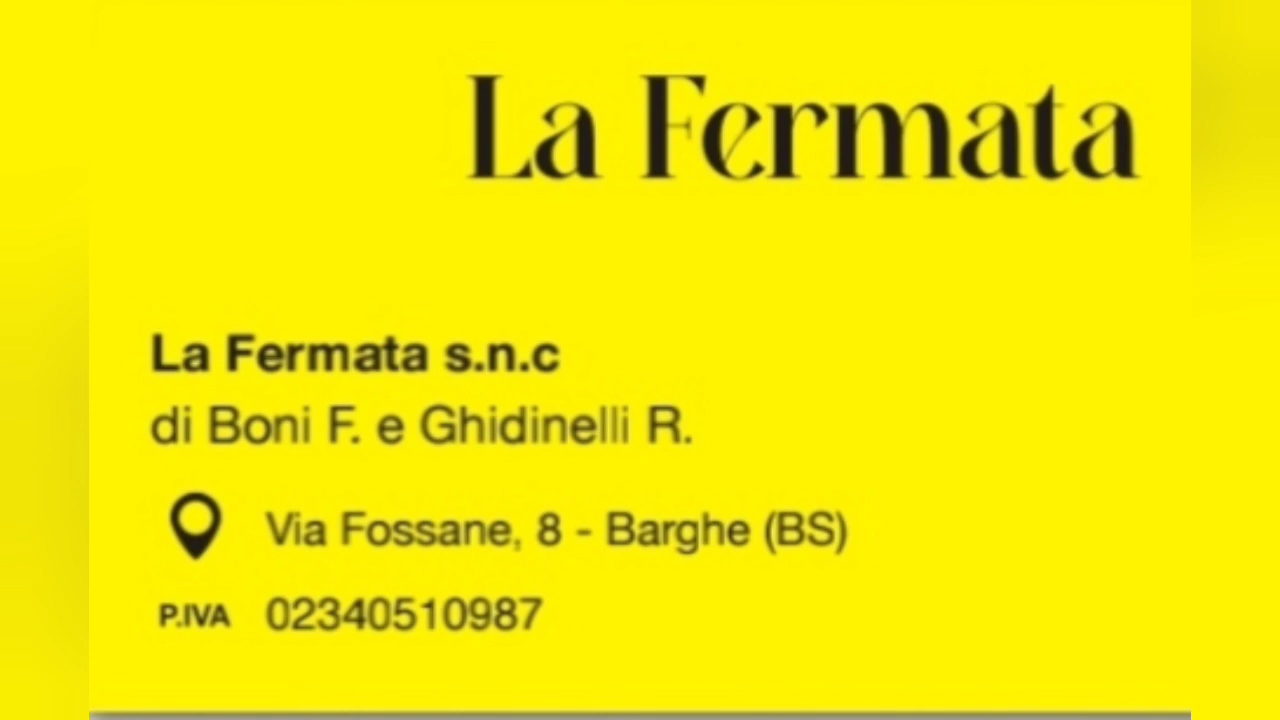 La Fermata
La Fermata s.n.c
di Boni F. e Ghidinelli R.
Via Fossane, 8 - Barghe (BS)
P.IVA 02340510987